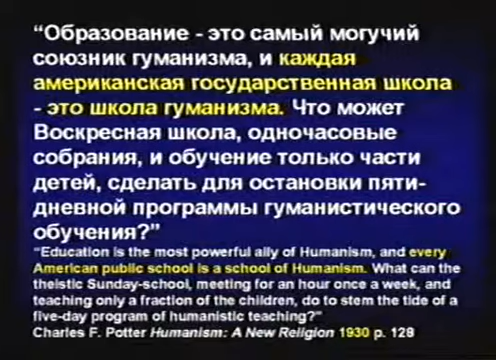 “Образование - это самый могучий
союзник гуманизма, и каждая
американская государственная школа
- это школа гуманизма. Что может
Воскресная школа, одночасовые
собрания, и обучение только части
детей, сделать для остановки пяти-
дневной программы гуманистического
обучения?”
“Education is the most powerful ally of Humanism, and every
American public school is a school of Humanism. What can the
theistic Sunday-school, meeting for an hour once a week, and
teaching only a fraction of the children, do to stem the tide of a
five-day program of humanistic teaching?”
Charles F. Potter Humanism: A New Religion 1930 p. 128